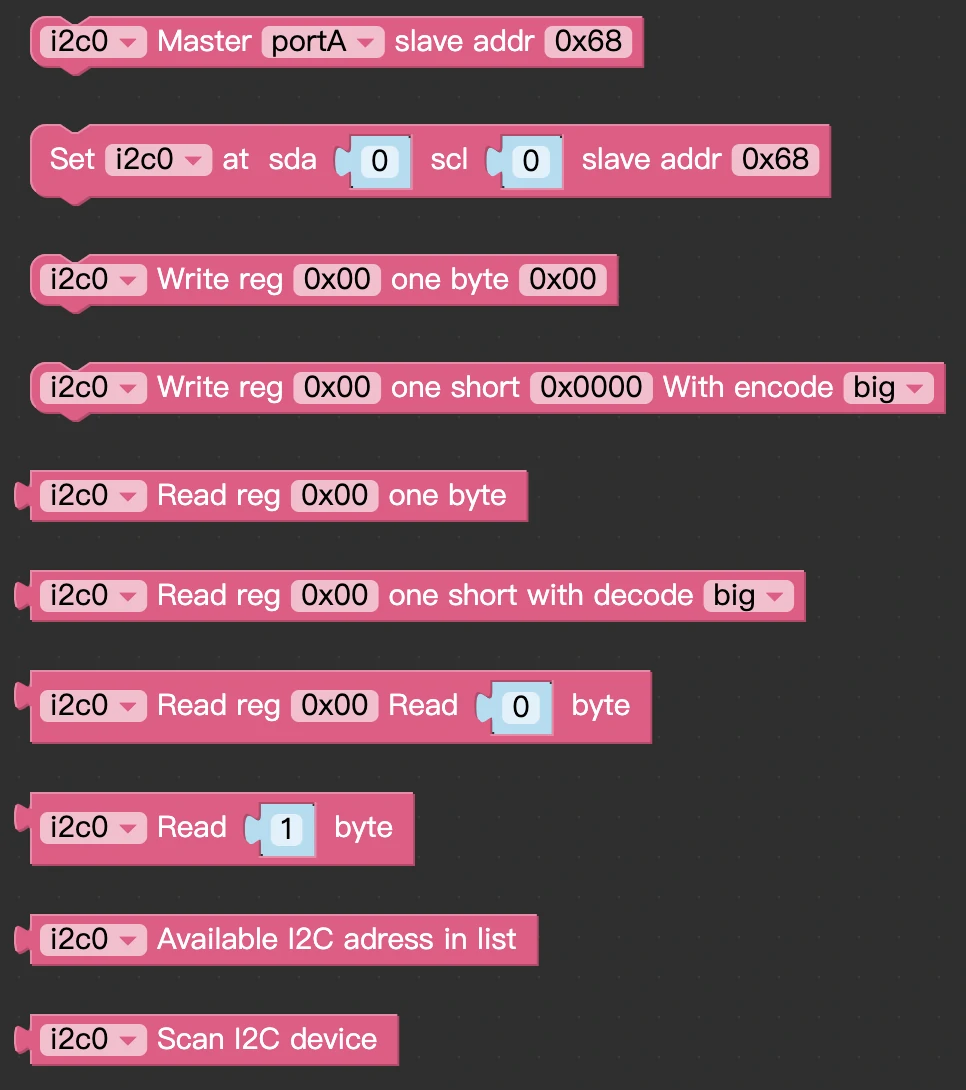 i2c0 Master portA slave addr 0x68
Set i2c0 at sda 0 scl 0 slave addr 0x68
i2c0 Write reg 0x00 one byte 0x00
i2c0 Write reg 0x00 one short 0x0000 With encode big
i2c0 Read reg 0x00 one byte
i2c0 Read reg 0x00 one short with decode big
i2c0 Read reg 0x00 Read 0 byte
i2c0 Read 1 byte
i2c0 Available I2C adress in list
i2c0 Scan I2C device